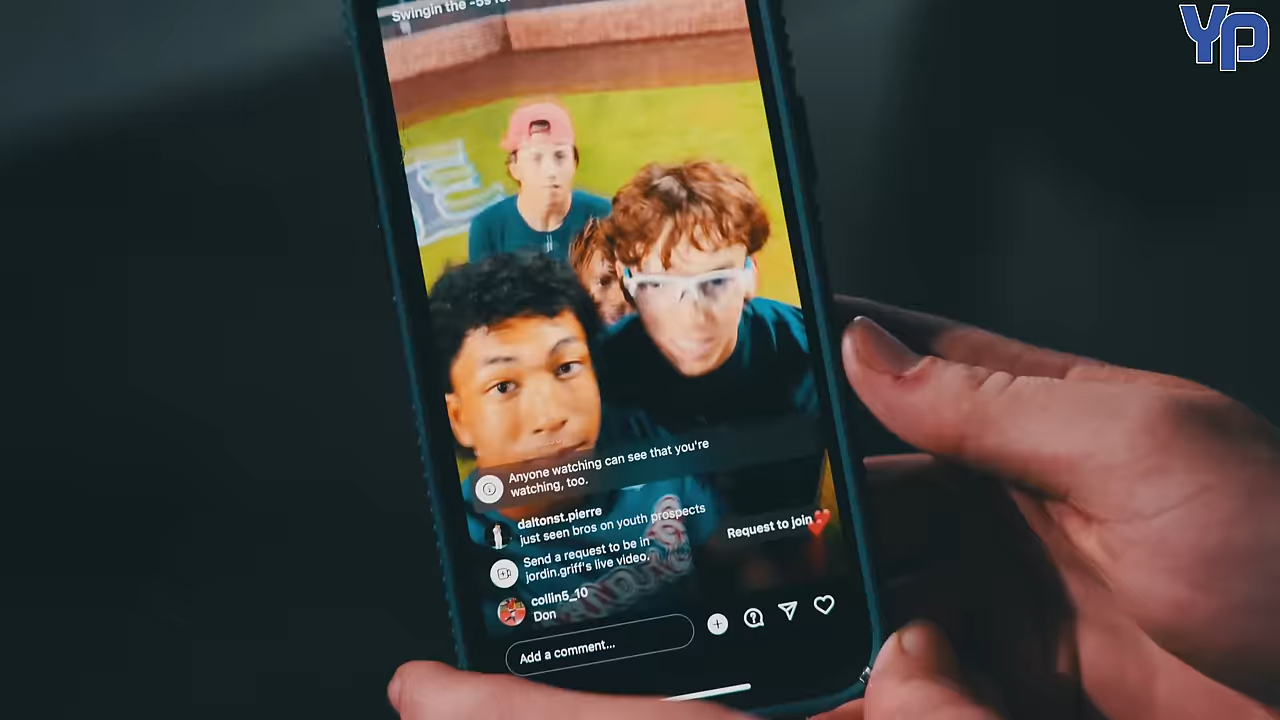 YP
Swingin the -5s
Anyone watching can see that you're
watching, too.
daltonst.pierre
just seen bros on youth prospects
Request to join
Send a request to be in
jordin.griff's live video.
collin5_10
Don
Add a comment...